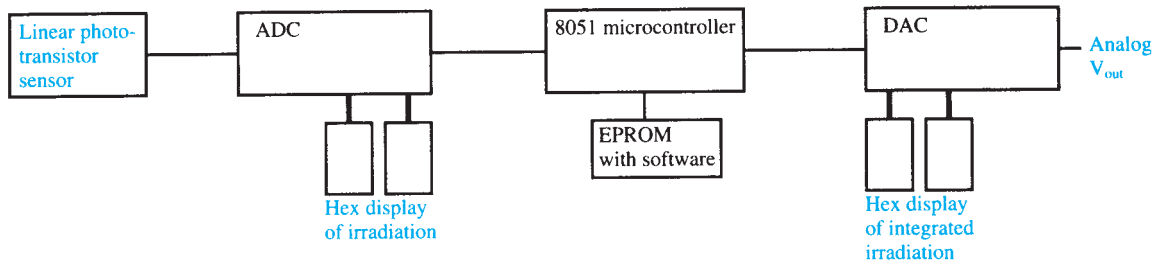 Linear photo-
transistor
sensor
ADC
8051 microcontroller
DAC
Analog
Vout
EPROM
with software
Hex display
of irradiation
Hex display
of integrated
irradiation